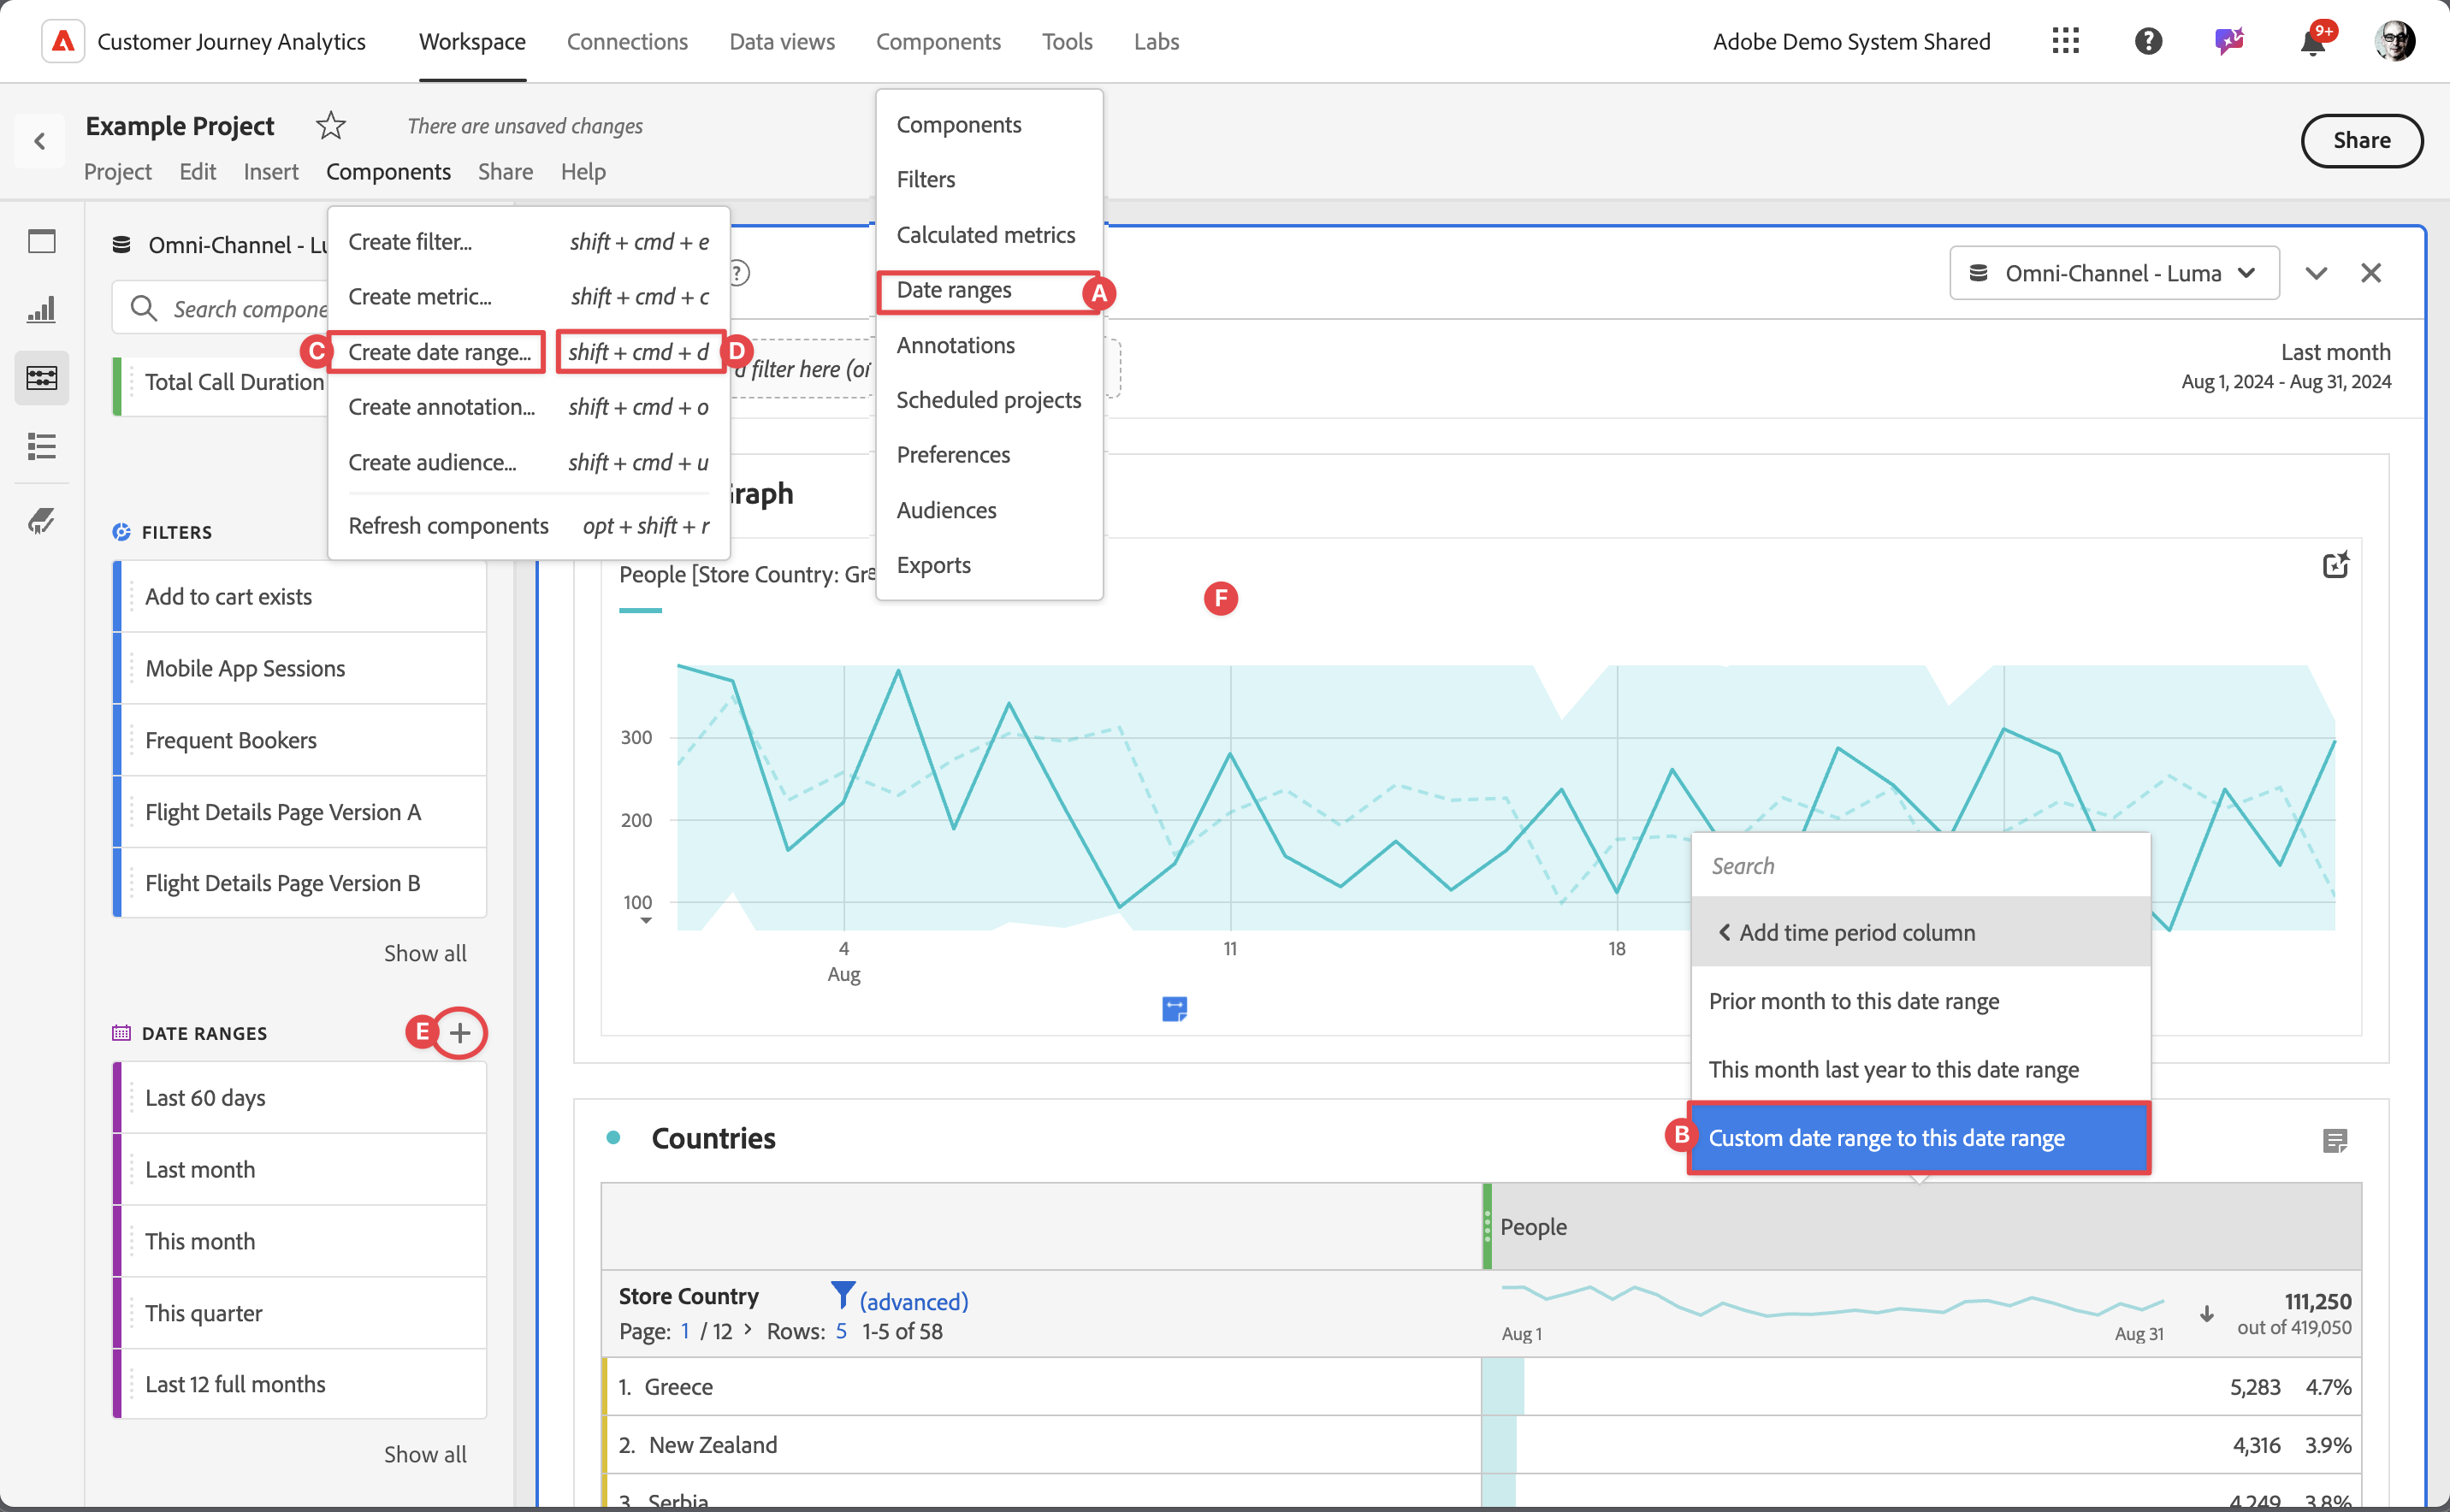 Customer Journey Analytics
Workspace
Connections
Data views
Components
Tools
Labs
Adobe Demo System Shared
9+
Example Project
There are unsaved changes
Share
Project
Edit
Insert
Components
Share
Help
Components
Filters
Calculated metrics
Date ranges
A
Annotations
Scheduled projects
Preferences
Audiences
Exports
Create filter... shift + cmd + e
Create metric... shift + cmd + c
C
Create date range... shift + cmd + d
D
Create annotation... shift + cmd + o
Create audience... shift + cmd + u
Refresh components opt + shift + r
Omni-Channel - Lu
Search compone
Total Call Duration
FILTERS
Add to cart exists
Mobile App Sessions
Frequent Bookers
Flight Details Page Version A
Flight Details Page Version B
Show all
DATE RANGES
E
Last 60 days
Last month
This month
This quarter
Last 12 full months
Show all
Omni-Channel - Luma
filter here (or
Last month
Aug 1, 2024 - Aug 31, 2024
Graph
People [Store Country: Gre
F
300
200
100
4
Aug
11
18
Search
Add time period column
Prior month to this date range
This month last year to this date range
B
Custom date range to this date range
Countries
People
Store Country
(advanced)
Page: 1 / 12 > Rows: 5 1-5 of 58
Aug 1
Aug 31
111,250
out of 419,050
1. Greece 5,283 4.7%
2. New Zealand 4,316 3.9%
3. Serbia 4,249 3.8%